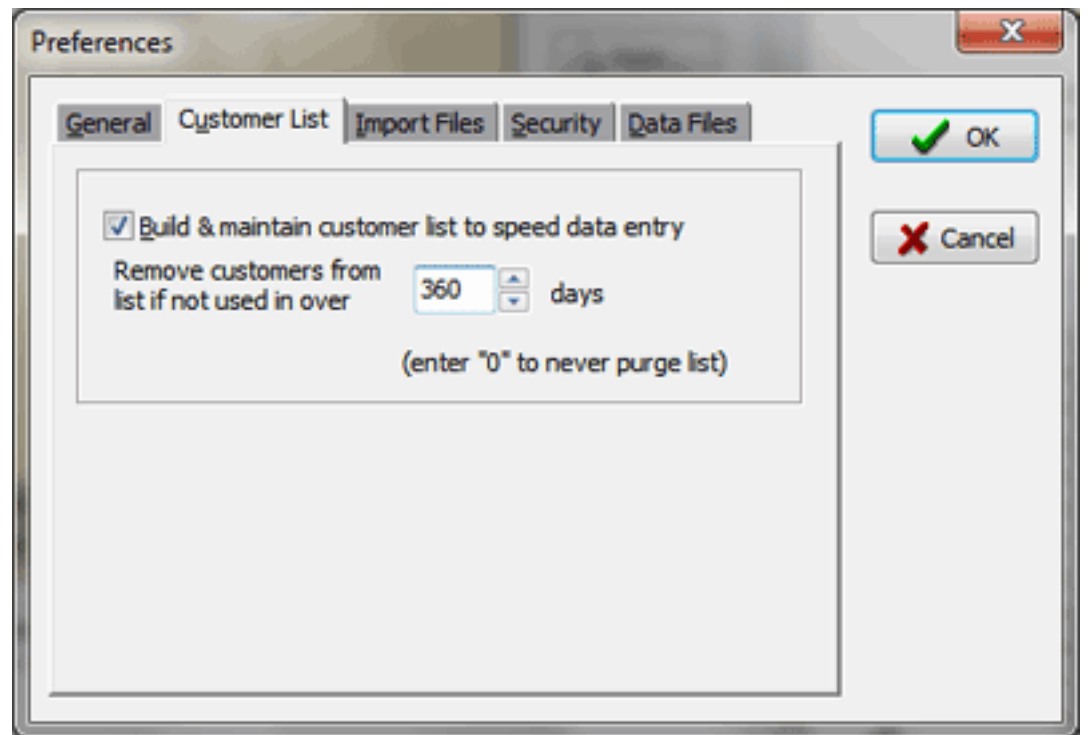 Preferences
General Customer List Import Files Security Data Files
OK
Build & maintain customer list to speed data entry
Cancel
Remove customers from
list if not used in over 360 days
(enter "0" to never purge list)